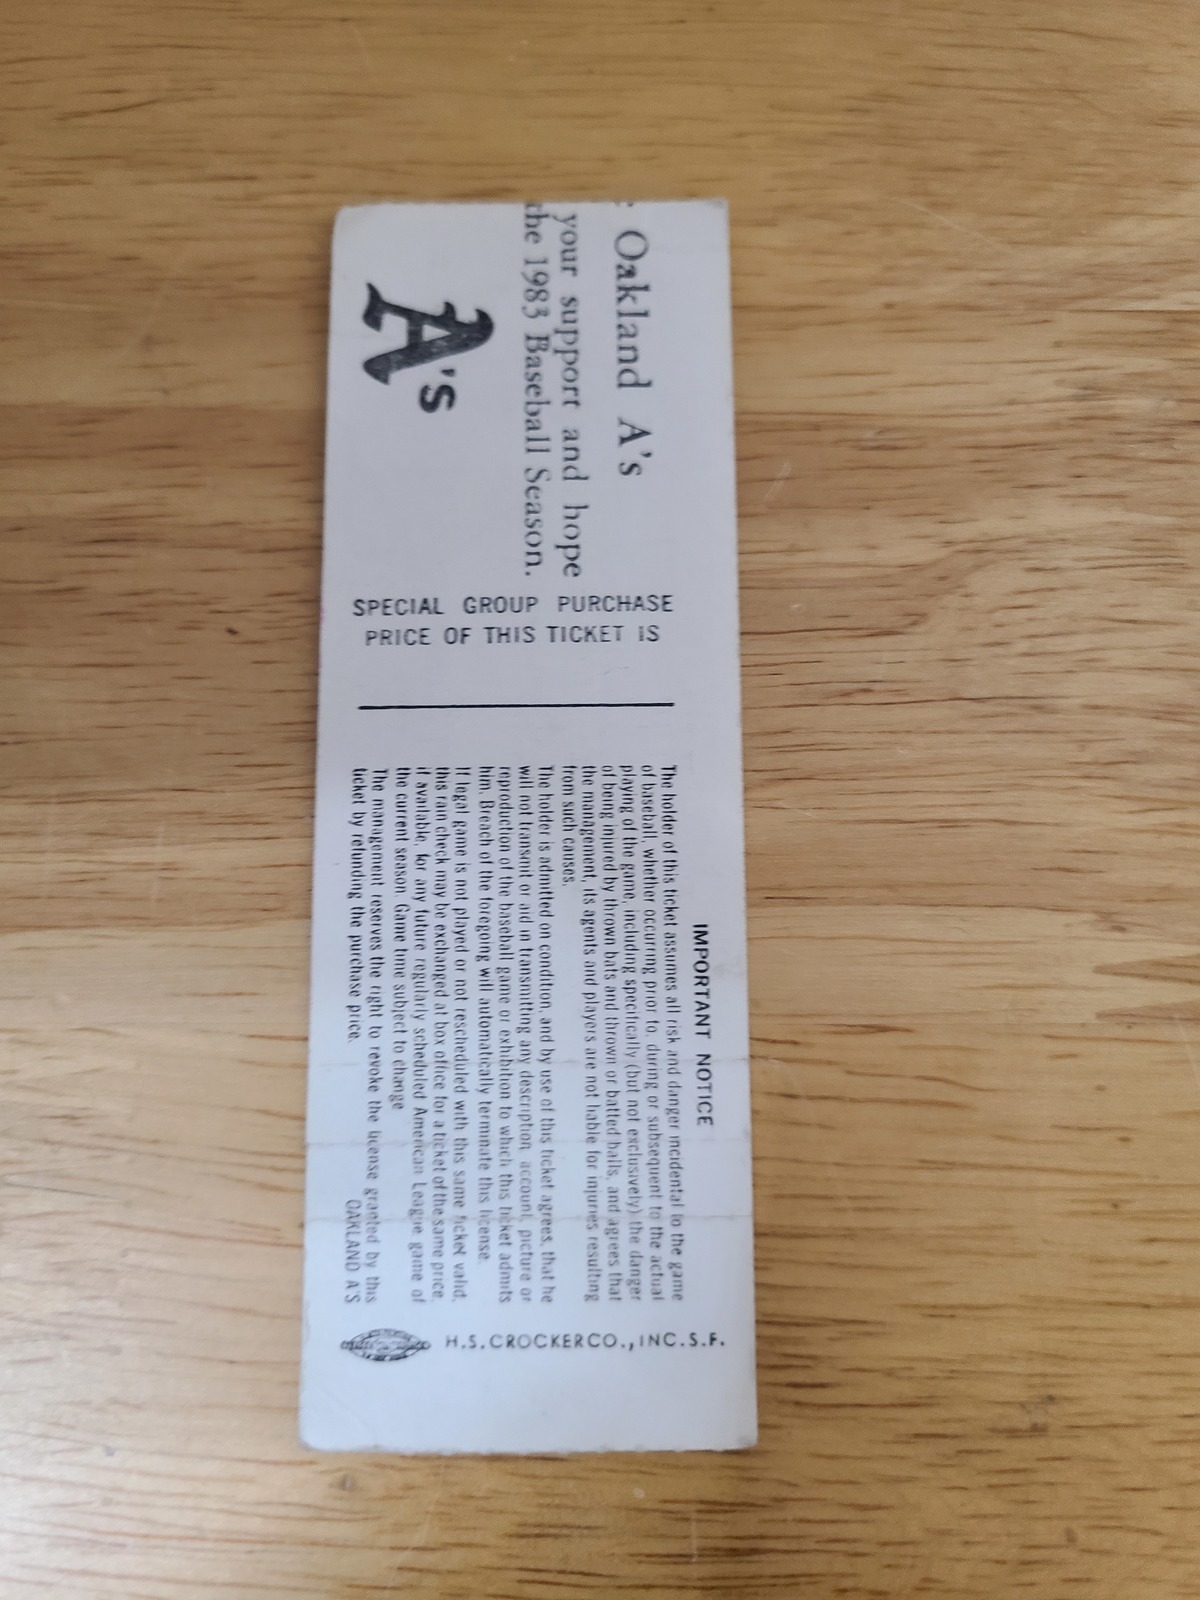 Oakland A's
your support and hope
the 1983 Baseball Season.
A's
SPECIAL GROUP PURCHASE
PRICE OF THIS TICKET IS
IMPORTANT NOTICE
The holder of this ticket assumes all risk and danger incidental to the game
of baseball, whether occurring prior to, during or subsequent to the actual
playing of the game, including specifically (but not exclusively) the danger
of being injured by thrown bats and thrown or batted balls, and agrees that
the management, its agents and players are not liable for injuries resulting
from such causes.
The holder is admitted on condition, and by use of this ticket agrees, that he
will not transmit or aid in transmitting any description, account, picture or
reproduction of the baseball game or exhibition to which this ticket admits
him. Breach of the foregoing will automatically terminate this license.
If legal game is not played or not rescheduled with this same ticket valid,
this rain check may be exchanged at box office for a ticket of the same price,
if available, for any future regularly scheduled American League game of
the current season. Game time subject to change
The management reserves the right to revoke the license granted by this
ticket by refunding the purchase price.
OAKLAND A'S
H.S.CROCKER CO., INC. S.F.